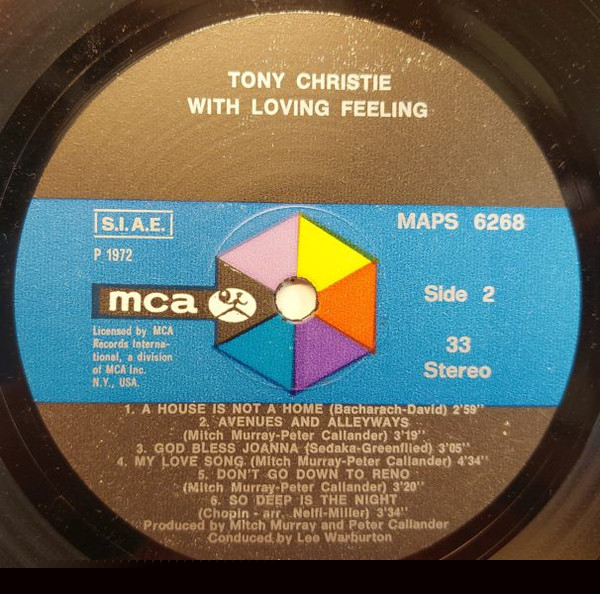 TONY CHRISTIE
WITH LOVING FEELING
S.I.A.E.
MAPS 6268
P 1972
mca
Side 2
Licensed by MCA
Records Interna-
tional, a division
of MCA Inc.
N.Y., USA.
33
Stereo
1. A HOUSE IS NOT A HOME (Bacharach-David) 2'59''
2. AVENUES AND ALLEYWAYS
(Mitch Murray-Peter Callander) 3'19''
3. GOD BLESS JOANNA (Sedaka-Greenflied) 3'05''
4. MY LOVE SONG (Mitch Murray-Peter Callander) 4'34''
5. DON'T GO DOWN TO RENO
(Mitch Murray-Peter Callander) 3'20''
6. SO DEEP IS THE NIGHT
(Chopin - arr. Nelfi-Miller) 3'34''
Produced by Mitch Murray and Peter Callander
Conduced by Lee Warburton